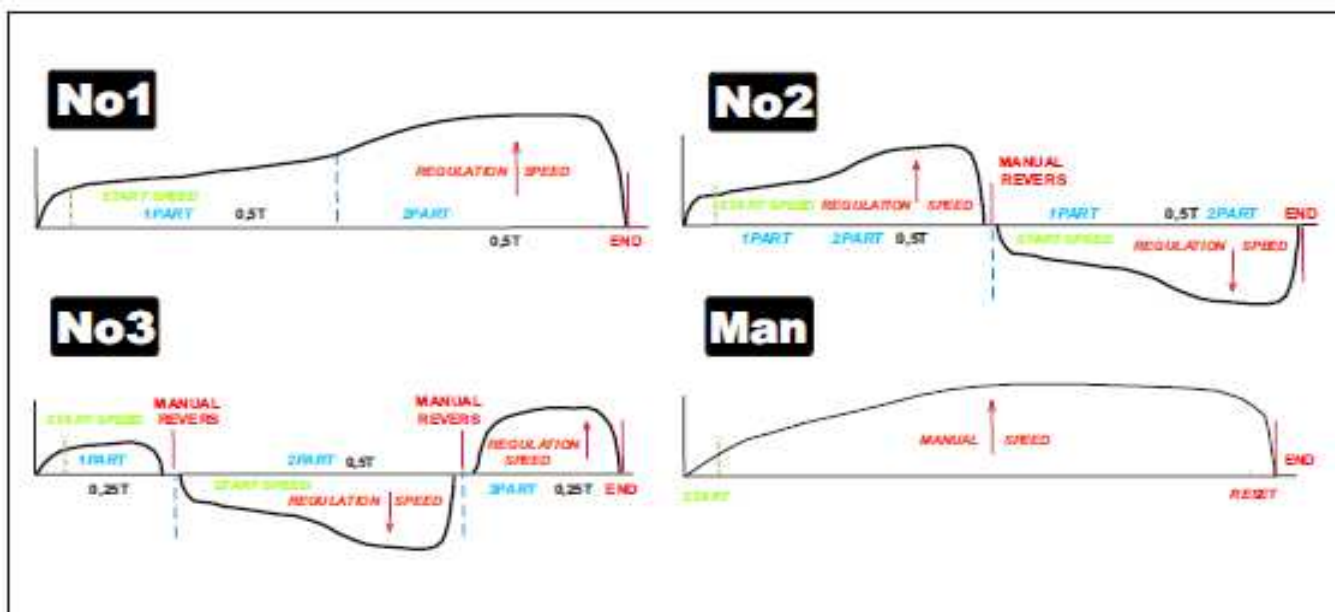 No1
REGULATION SPEED
START SPEED
1PART 0,5T 2PART
0,5T END
No2
MANUAL
REVERS
START SPEED REGULATION SPEED
1PART 0,5T 2PART END
1PART 2PART 0,5T
START SPEED REGULATION SPEED
No3
MANUAL
REVERS
MANUAL
REVERS
START SPEED
1PART 2PART 0,5T
REGULATION
SPEED
0,25T
START SPEED
REGULATION SPEED
3PART 0,25T END
Man
MANUAL SPEED
END
START RESET